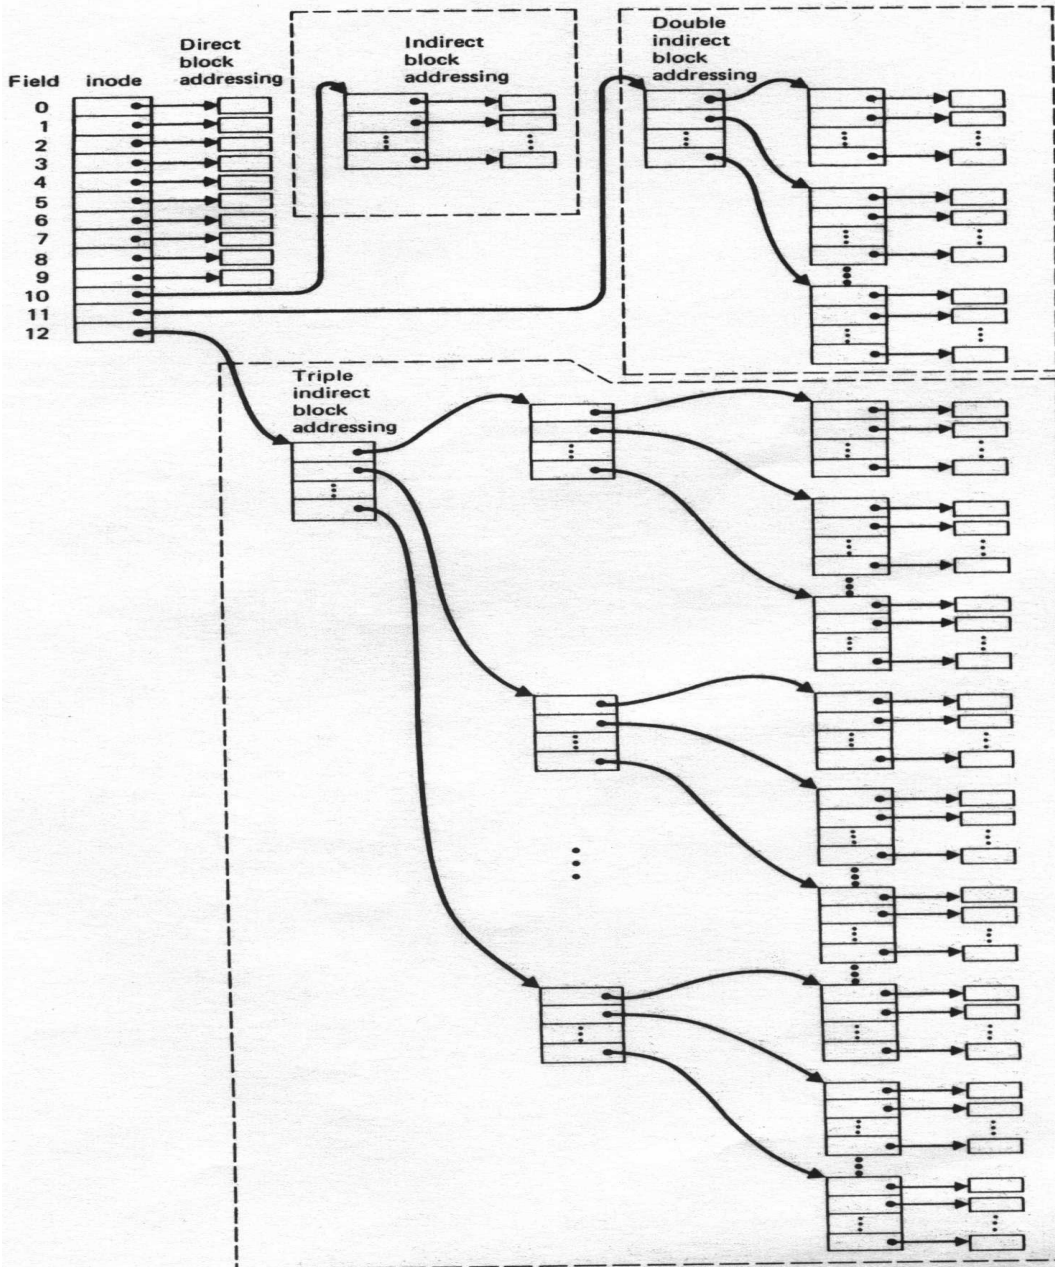 Direct
block
addressing
Indirect
block
addressing
Double
indirect
block
addressing
Field inode
0
1
2
3
4
5
6
7
8
9
10
11
12
Triple
indirect
block
addressing